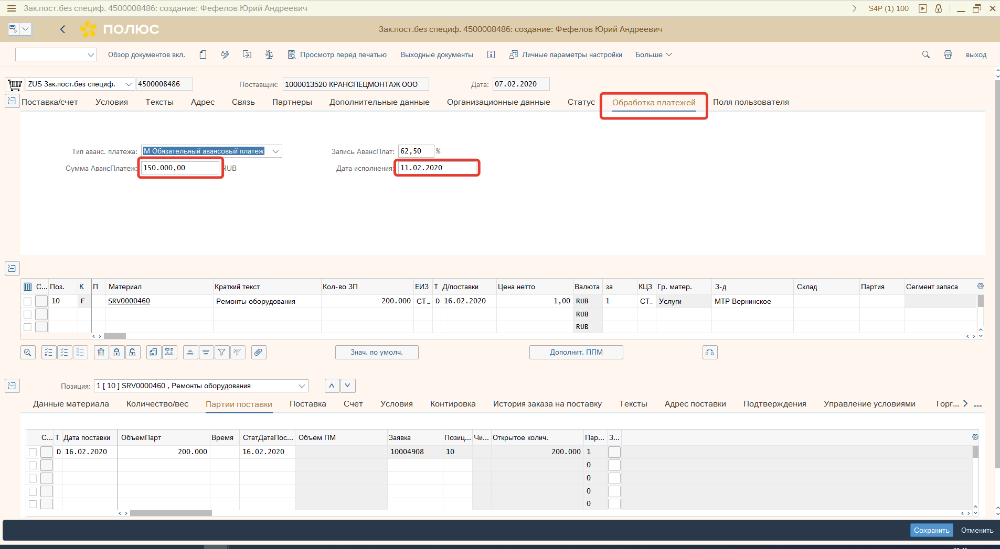 Зак.пост.без специф. 4500008486: создание: Фефелов Юрий Андреевич
S4P (1) 100
ПОЛЮС
Зак.пост.без специф. 4500008486: создание: Фефелов Юрий Андреевич
Обзор документов вкл. Просмотр перед печатью Выходные документы Личные параметры настройки Больше выход
ZUS Зак.пост.без специф. 4500008486 Поставщик: 1000013520 КРАНСПЕЦМОНТАЖ ООО Дата: 07.02.2020
Поставка/счет Условия Тексты Адрес Связь Партнеры Дополнительные данные Организационные данные Статус Обработка платежей Поля пользователя
Тип аванс. платежа: М Обязательный авансовый платеж Запись АвансПлат: 62,50 %
Сумма АвансПлатеж: 150.000,00 RUB Дата исполнения: 11.02.2020
С... Поз. К П Материал Краткий текст Кол-во ЗП ЕИЗ Т Д/поставки Цена нетто Валюта за КЦЗ Гр. матер. З-д Склад Партия Сегмент запаса
10 F SRV0000460 Ремонты оборудования 200.000 СТ... D 16.02.2020 1,00 RUB 1 СТ... Услуги МТР Вернинское
RUB
RUB
Знач. по умолч. Дополнит. ППМ
Позиция: 1 [ 10 ] SRV0000460 , Ремонты оборудования
Данные материала Количество/вес Партии поставки Поставка Счет Условия Контировка История заказа на поставку Тексты Адрес поставки Подтверждения Управление условиями Торг...
С... Т Дата поставки ОбъемПарт Время СтатДатаПос... Объем ПМ Заявка Позиц... Чи... Открытое колич. Пар... З...
D 16.02.2020 200.000 16.02.2020 10004908 10 200.000 1
0
0
0
0
Сохранить Отменить